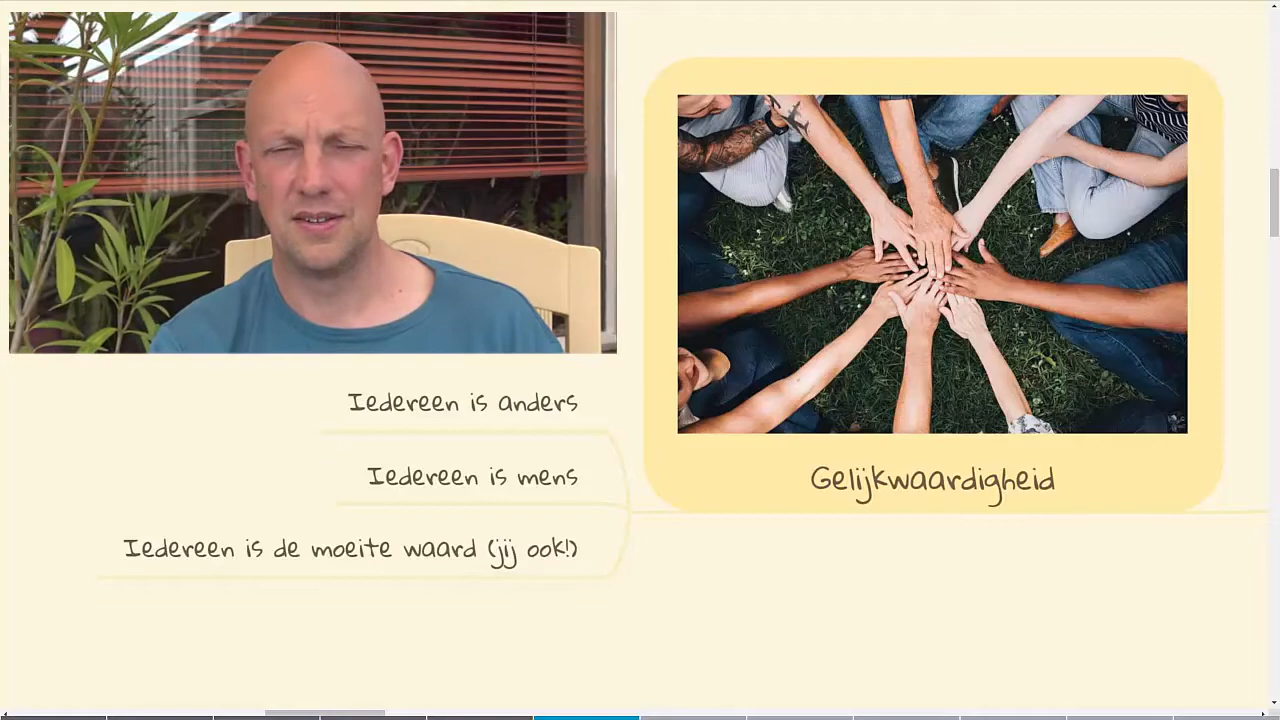 Iedereen is anders
Iedereen is mens
Iedereen is de moeite waard (jij ook!)
Gelijkwaardigheid